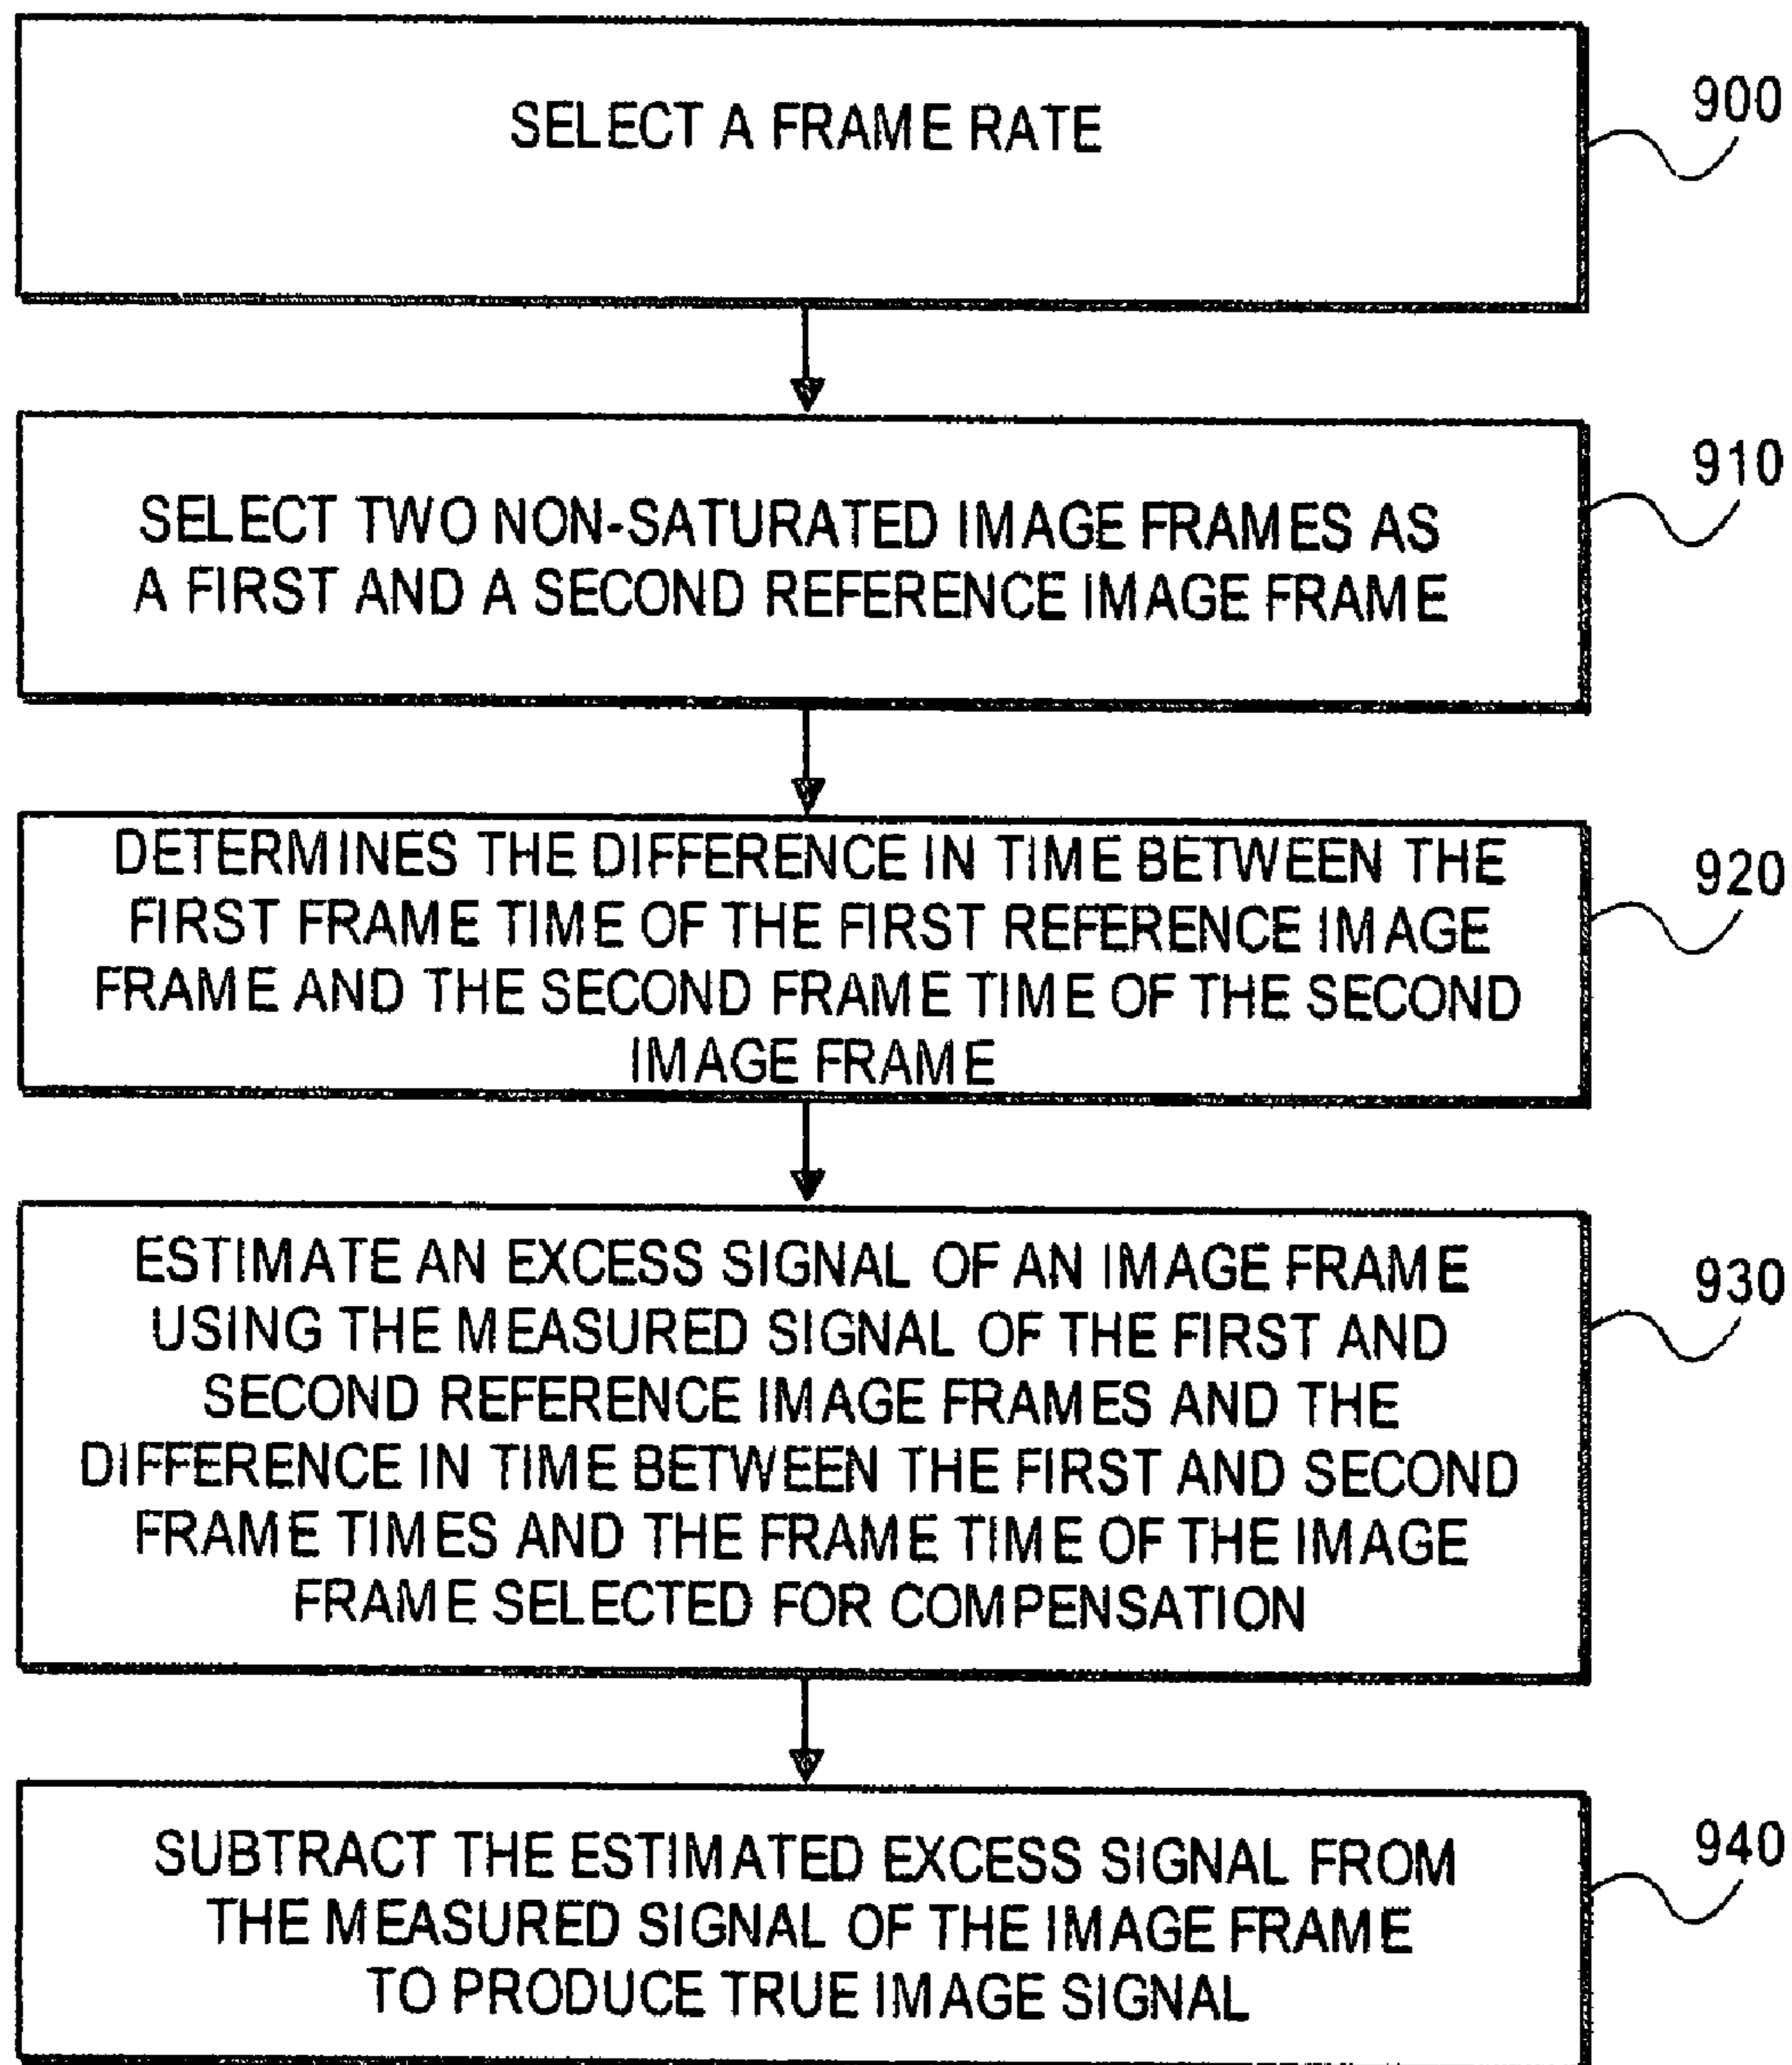 SELECT A FRAME RATE
900
SELECT TWO NON-SATURATED IMAGE FRAMES AS
A FIRST AND A SECOND REFERENCE IMAGE FRAME
910
DETERMINES THE DIFFERENCE IN TIME BETWEEN THE
FIRST FRAME TIME OF THE FIRST REFERENCE IMAGE
FRAME AND THE SECOND FRAME TIME OF THE SECOND
IMAGE FRAME
920
ESTIMATE AN EXCESS SIGNAL OF AN IMAGE FRAME
USING THE MEASURED SIGNAL OF THE FIRST AND
SECOND REFERENCE IMAGE FRAMES AND THE
DIFFERENCE IN TIME BETWEEN THE FIRST AND SECOND
FRAME TIMES AND THE FRAME TIME OF THE IMAGE
FRAME SELECTED FOR COMPENSATION
930
SUBTRACT THE ESTIMATED EXCESS SIGNAL FROM
THE MEASURED SIGNAL OF THE IMAGE FRAME
TO PRODUCE TRUE IMAGE SIGNAL
940